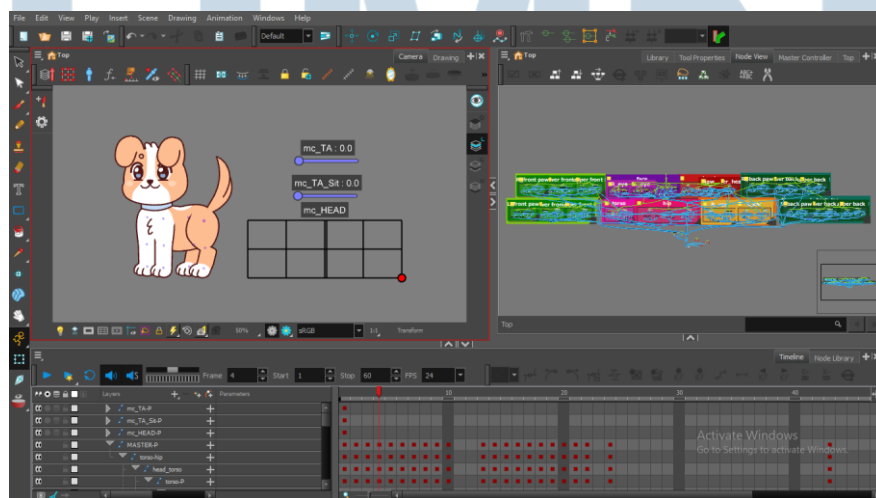 File Edit View Play Insert Scene Drawing Animation Windows Help
Default
Top
Camera Drawing
Top
Library Tool Properties Node View Master Controller Top
mc_TA : 0.0
mc_TA_Sit : 0.0
mc_HEAD
50%
sRGB
1:1
Transform
Top
Timeline Node Library
Frame 4 Start 1 Stop 60 FPS 24
Layers Parameters
10 20 30 40
mc_TA-P
mc_TA_Sit-P
mc_HEAD-P
MASTER-P
torso-hip
head_torso
torso-P
Activate Windows
Go to Settings to activate Windows.